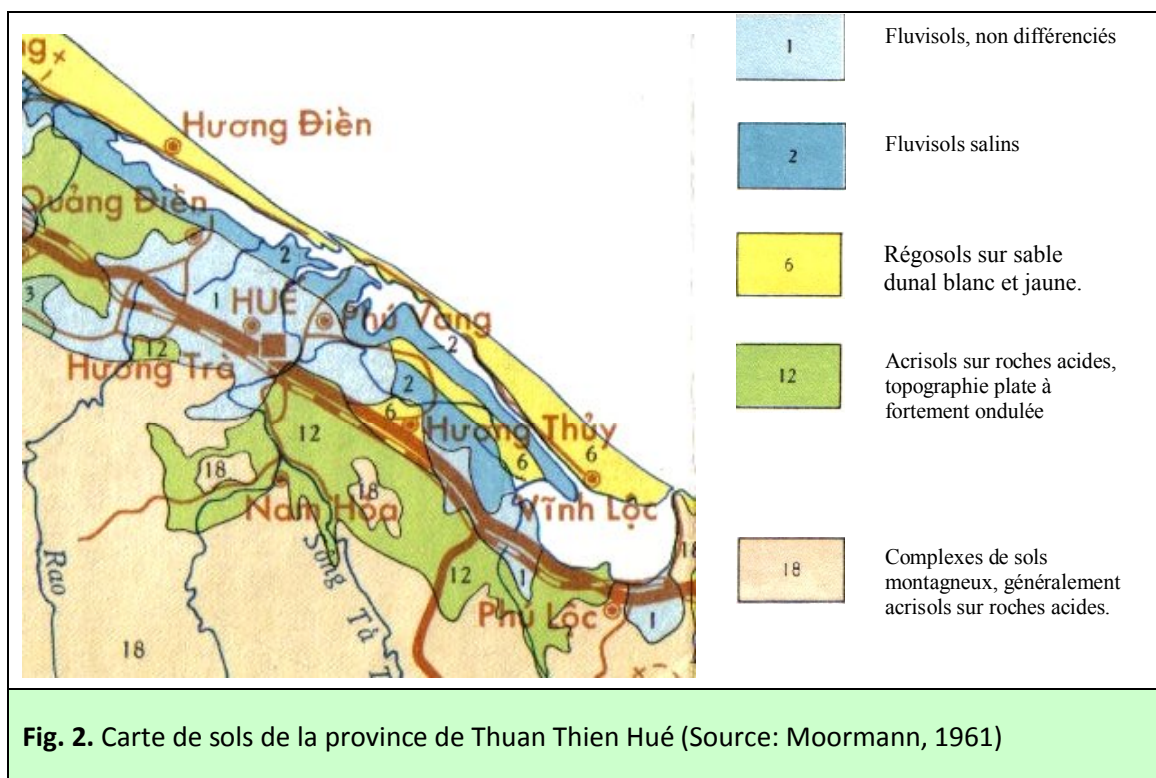 ng
Hương Điền
Quảng Điền
2
3
1
HUẾ
Phú Vang
2
12
Hương Trà
2
6
Hương Thủy
12
6
18
6
18
Nam Hòa
Vĩnh Lộc
18
Rao
Sông
Tả
T
12
1
Phú Lộc
12
1
18
1
Fluvisols, non différenciés
2
Fluvisols salins
6
Régosols sur sable
dunal blanc et jaune.
12
Acrisols sur roches acides,
topographie plate à
fortement ondulée
18
Complexes de sols
montagneux, généralement
acrisols sur roches acides.
Fig. 2. Carte de sols de la province de Thuan Thien Hué (Source: Moormann, 1961)